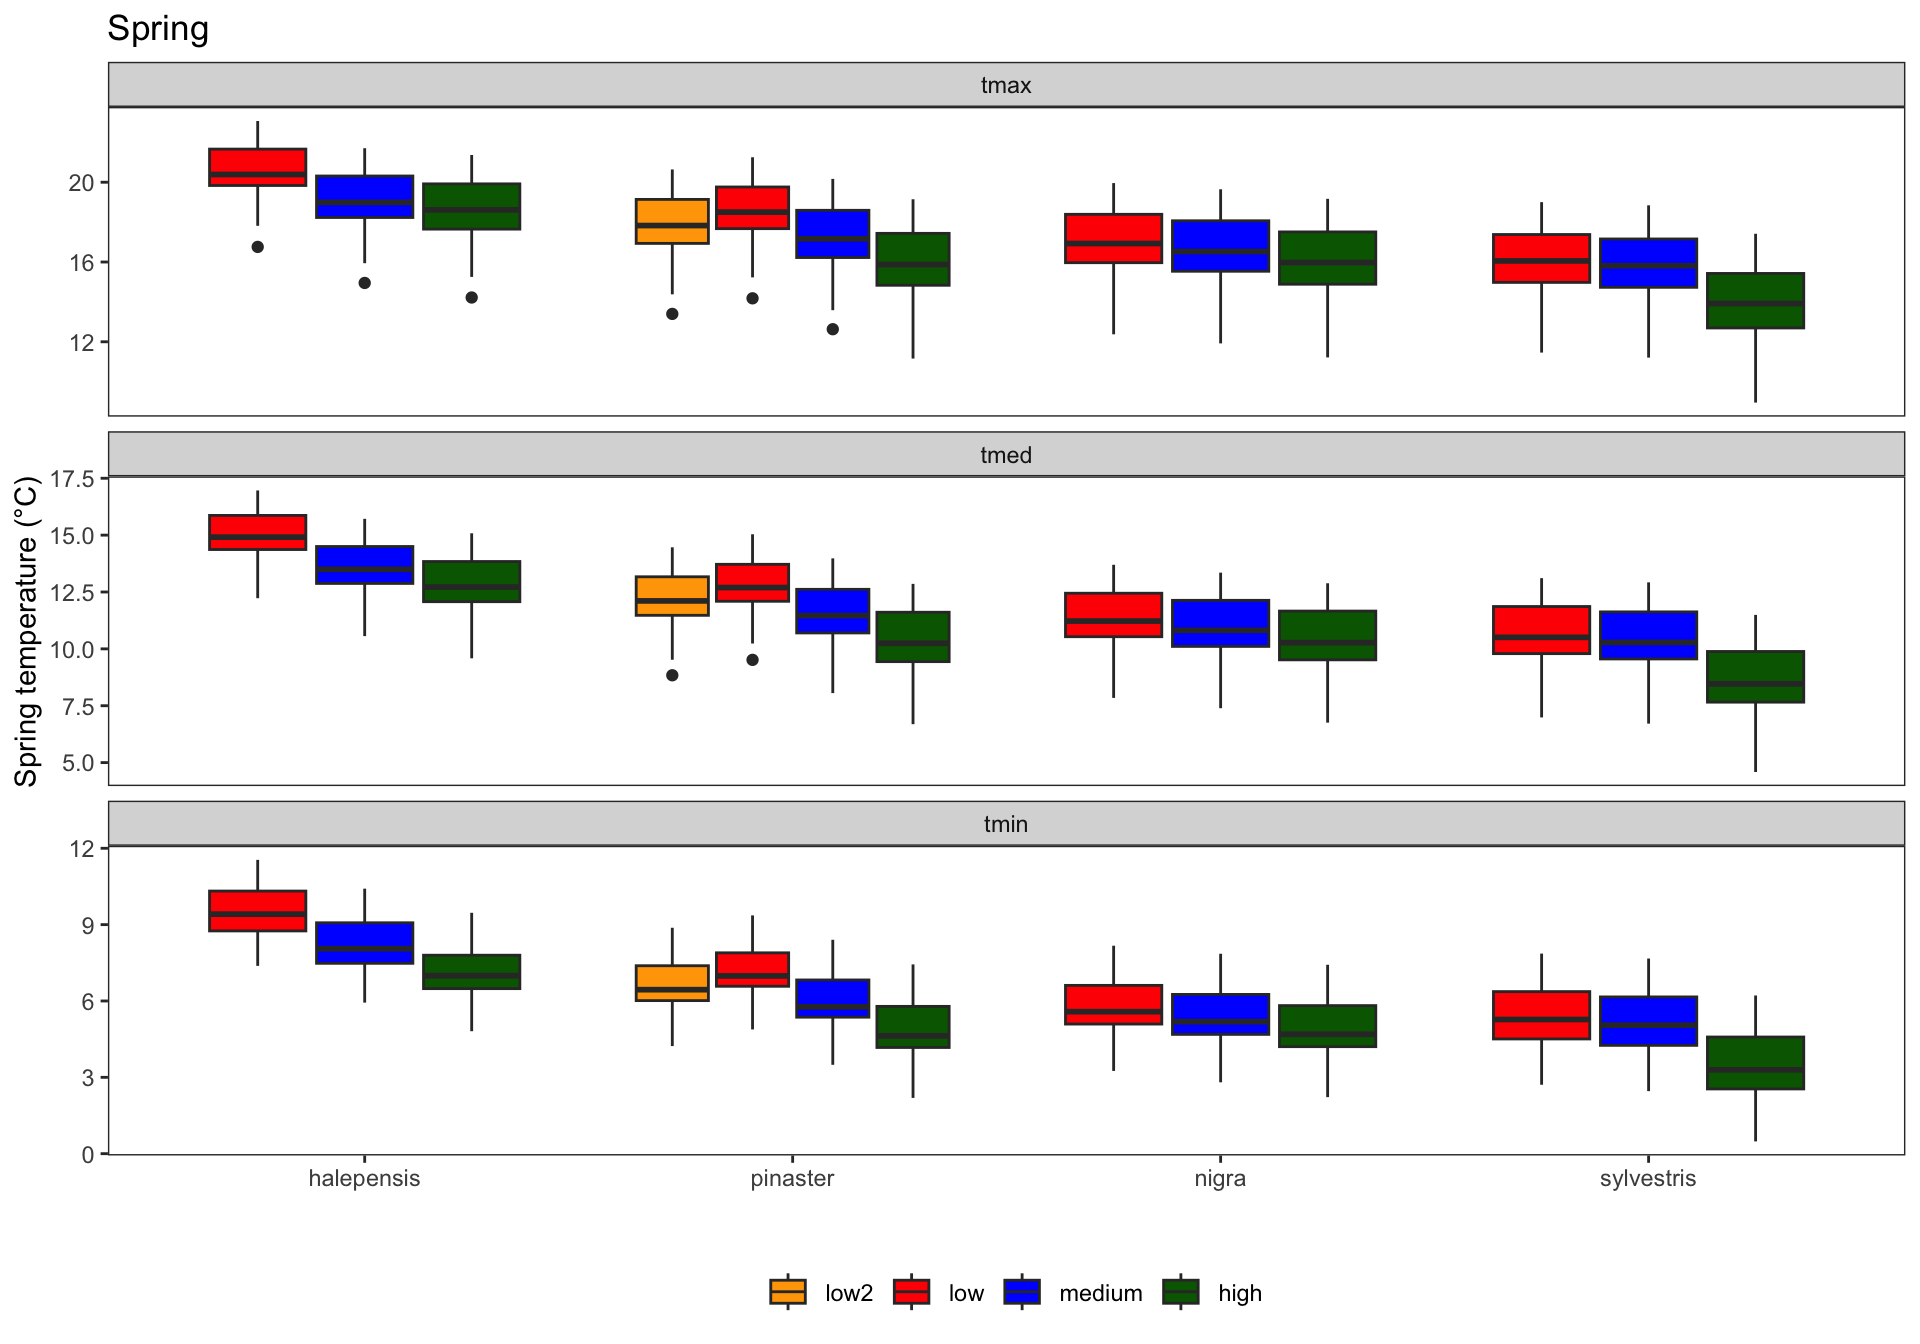 Spring
tmax
20
16
12
tmed
17.5
15.0
12.5
10.0
7.5
5.0
Spring temperature (°C)
tmin
12
9
6
3
0
halepensis pinaster nigra sylvestris
low2 low medium high